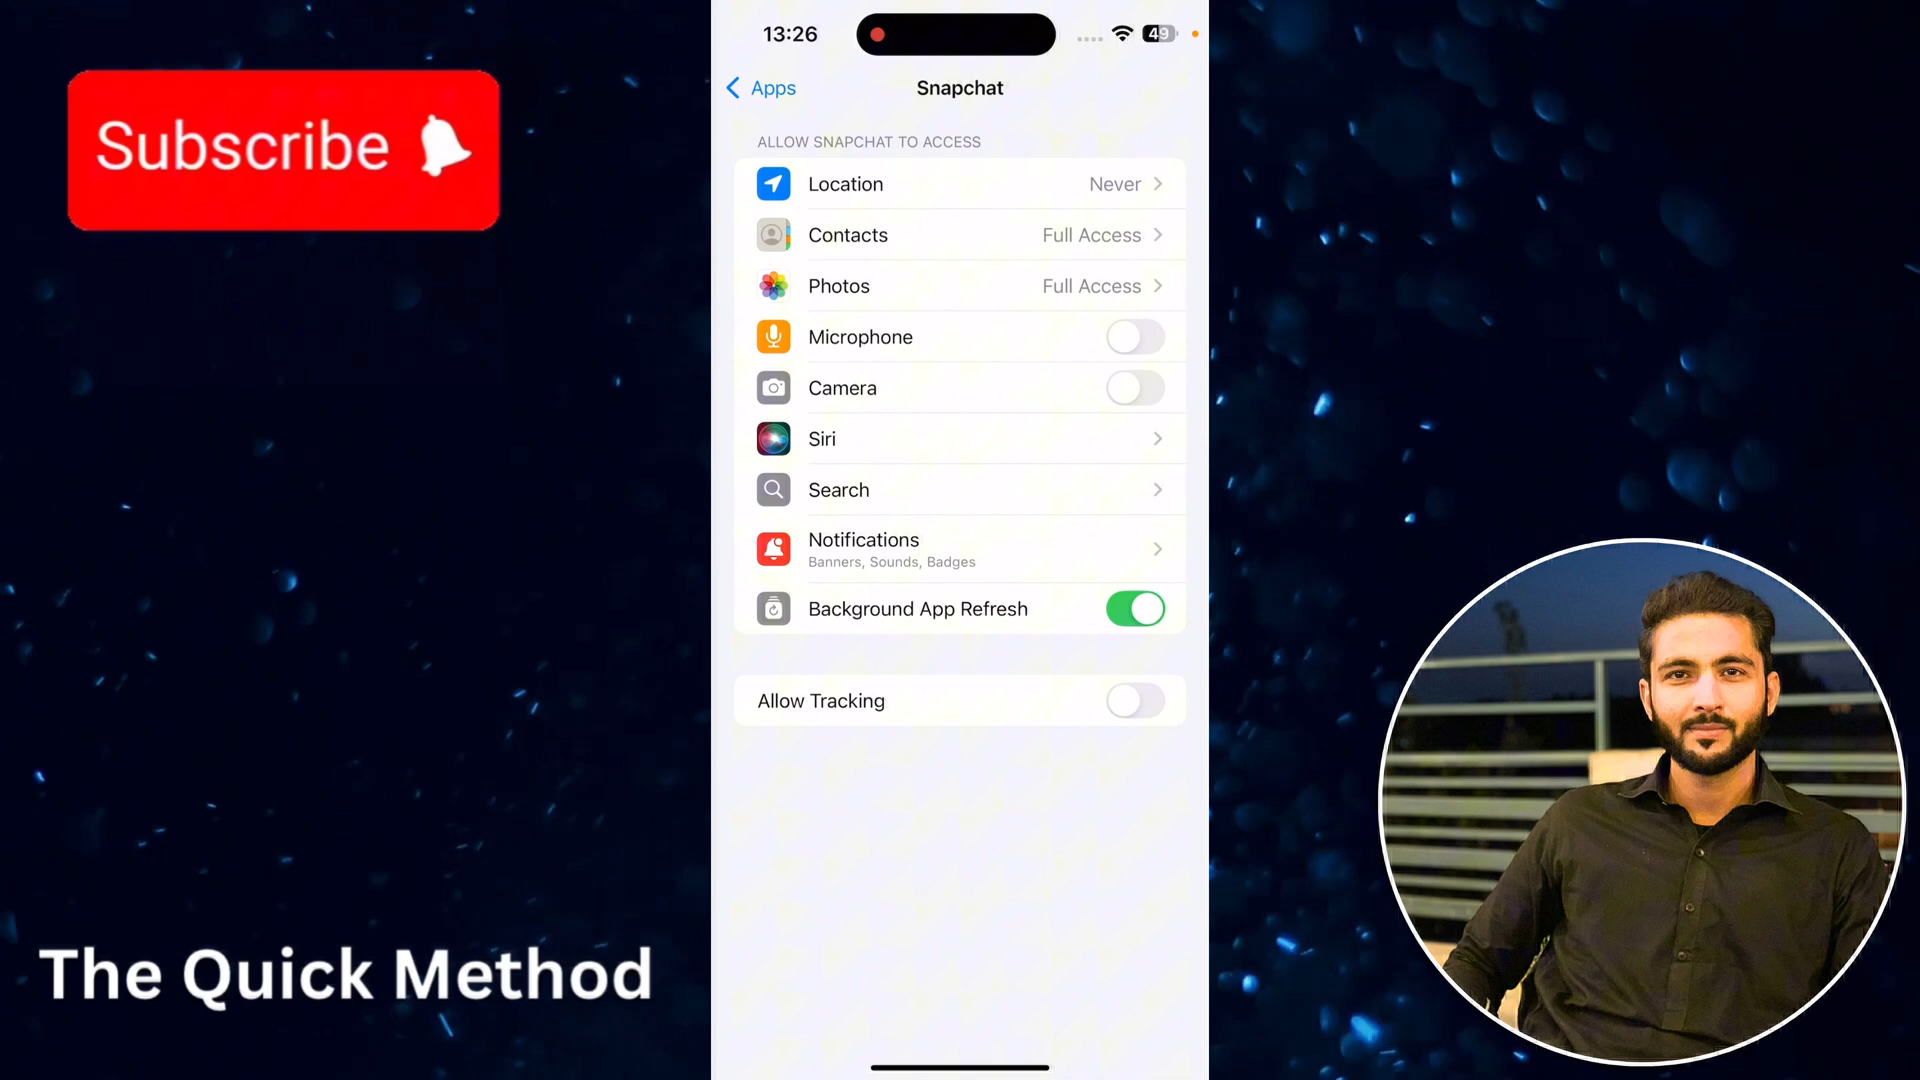 Subscribe
The Quick Method
13:26
49
Apps
Snapchat
ALLOW SNAPCHAT TO ACCESS
Location
Never
Contacts
Full Access
Photos
Full Access
Microphone
Camera
Siri
Search
Notifications
Banners, Sounds, Badges
Background App Refresh
Allow Tracking